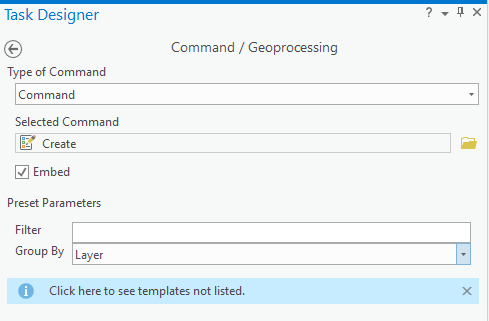 Task Designer
Command / Geoprocessing
Type of Command
Command
Selected Command
Create
Embed
Preset Parameters
Filter
Group By Layer
Click here to see templates not listed.